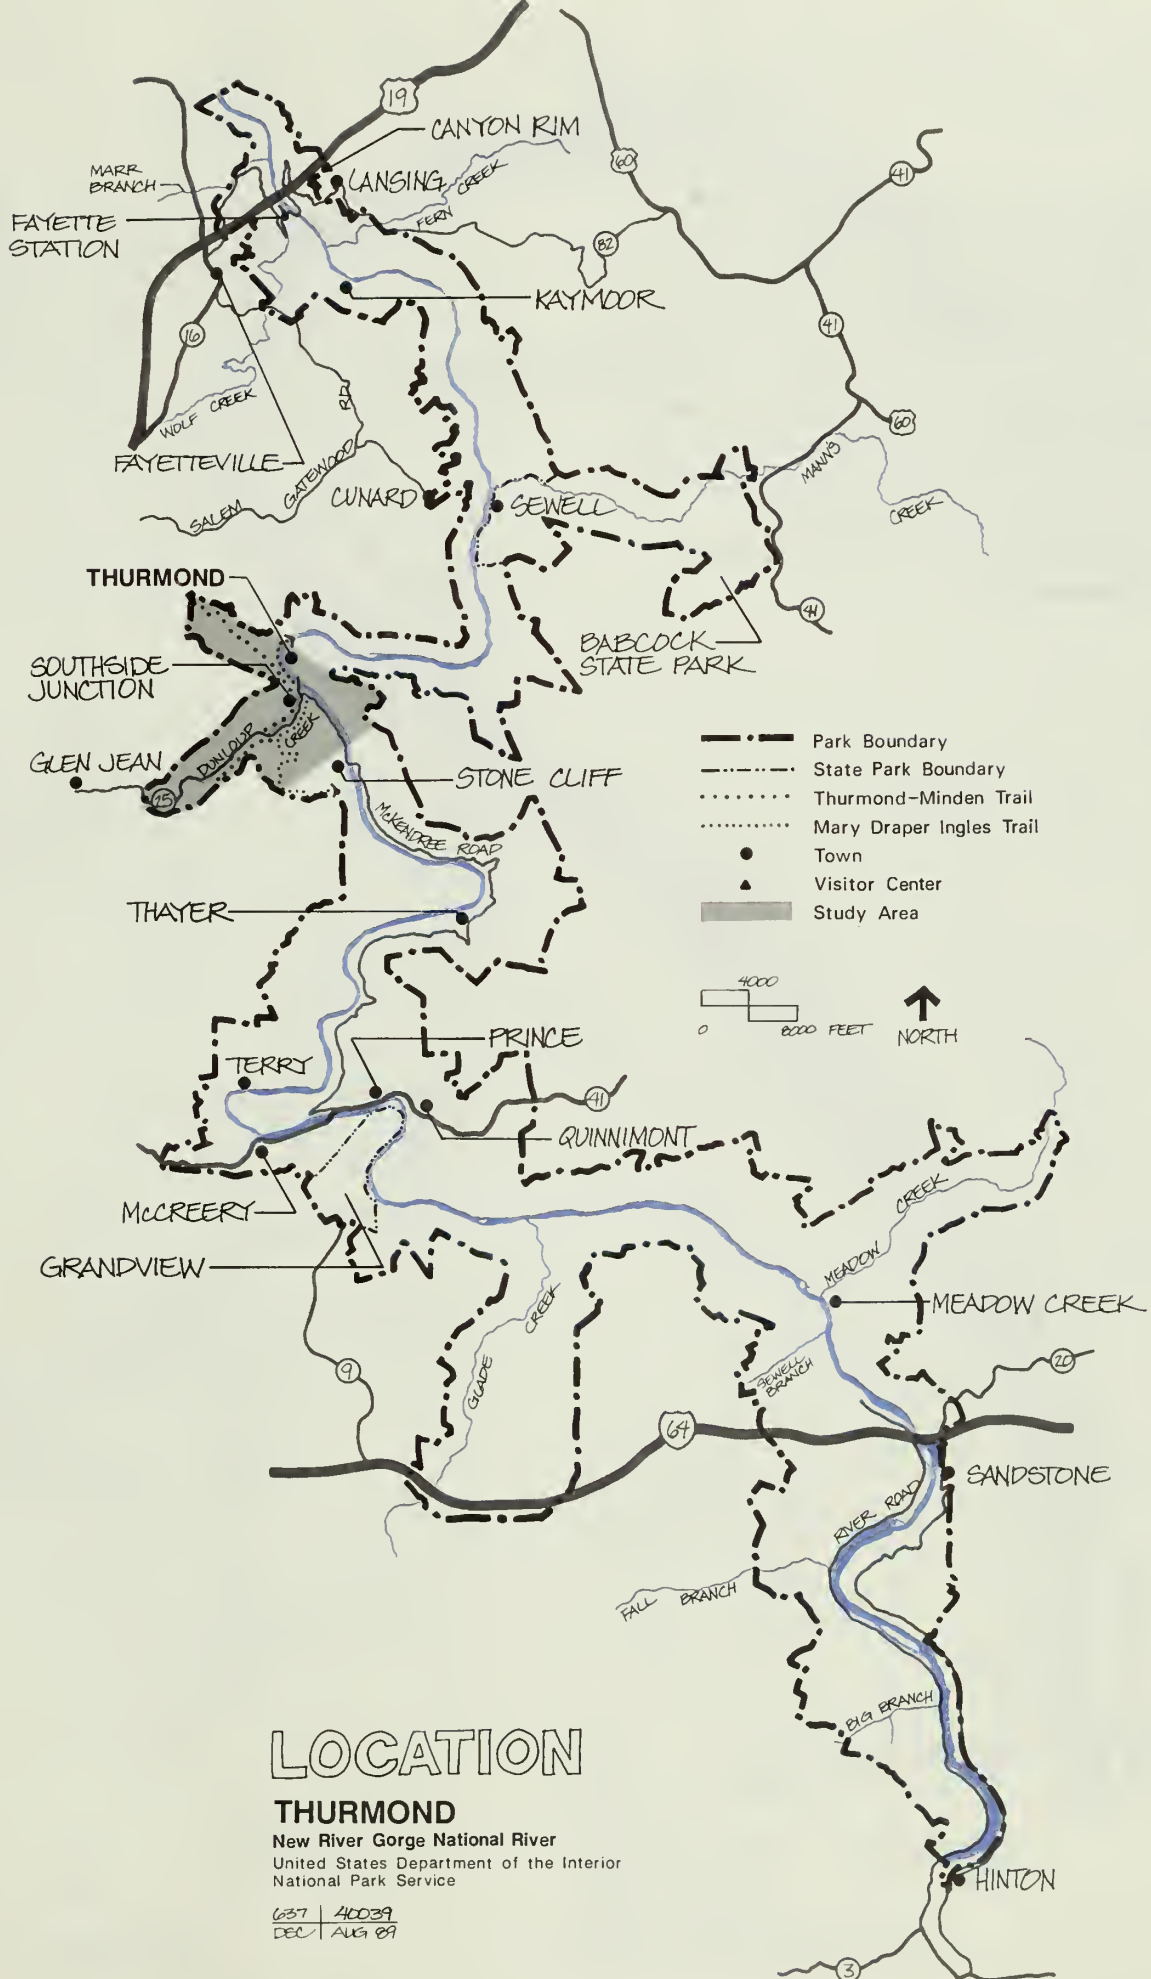 19
CANYON RIM
60
41
MARR
BRANCH
LANSING
FERN CREEK
FAYETTE
STATION
82
KAYMOOR
16
41
RD
WOLF CREEK
60
FAYETTEVILLE
SALEM GATEWOOD
CUNARD
SEWELL
MANN'S
CREEK
THURMOND
41
BABCOCK
STATE PARK
SOUTHSIDE
JUNCTION
GLEN JEAN
DUNLOUP
CREEK
25
STONE CLIFF
Park Boundary
State Park Boundary
Thurmond-Minden Trail
Mary Draper Ingles Trail
Town
Visitor Center
Study Area
McKENDREE ROAD
THAYER
4000
0 8000 FEET
NORTH
PRINCE
TERRY
41
QUINNIMONT
McCREERY
GRANDVIEW
MEADOW CREEK
MEADOW CREEK
GLADE CREEK
SEWELL
BRANCH
9
20
64
SANDSTONE
RIVER ROAD
FALL BRANCH
BIG BRANCH
HINTON
3
LOCATION
THURMOND
New River Gorge National River
United States Department of the Interior
National Park Service
637 | 40039
DEC | AUG 89